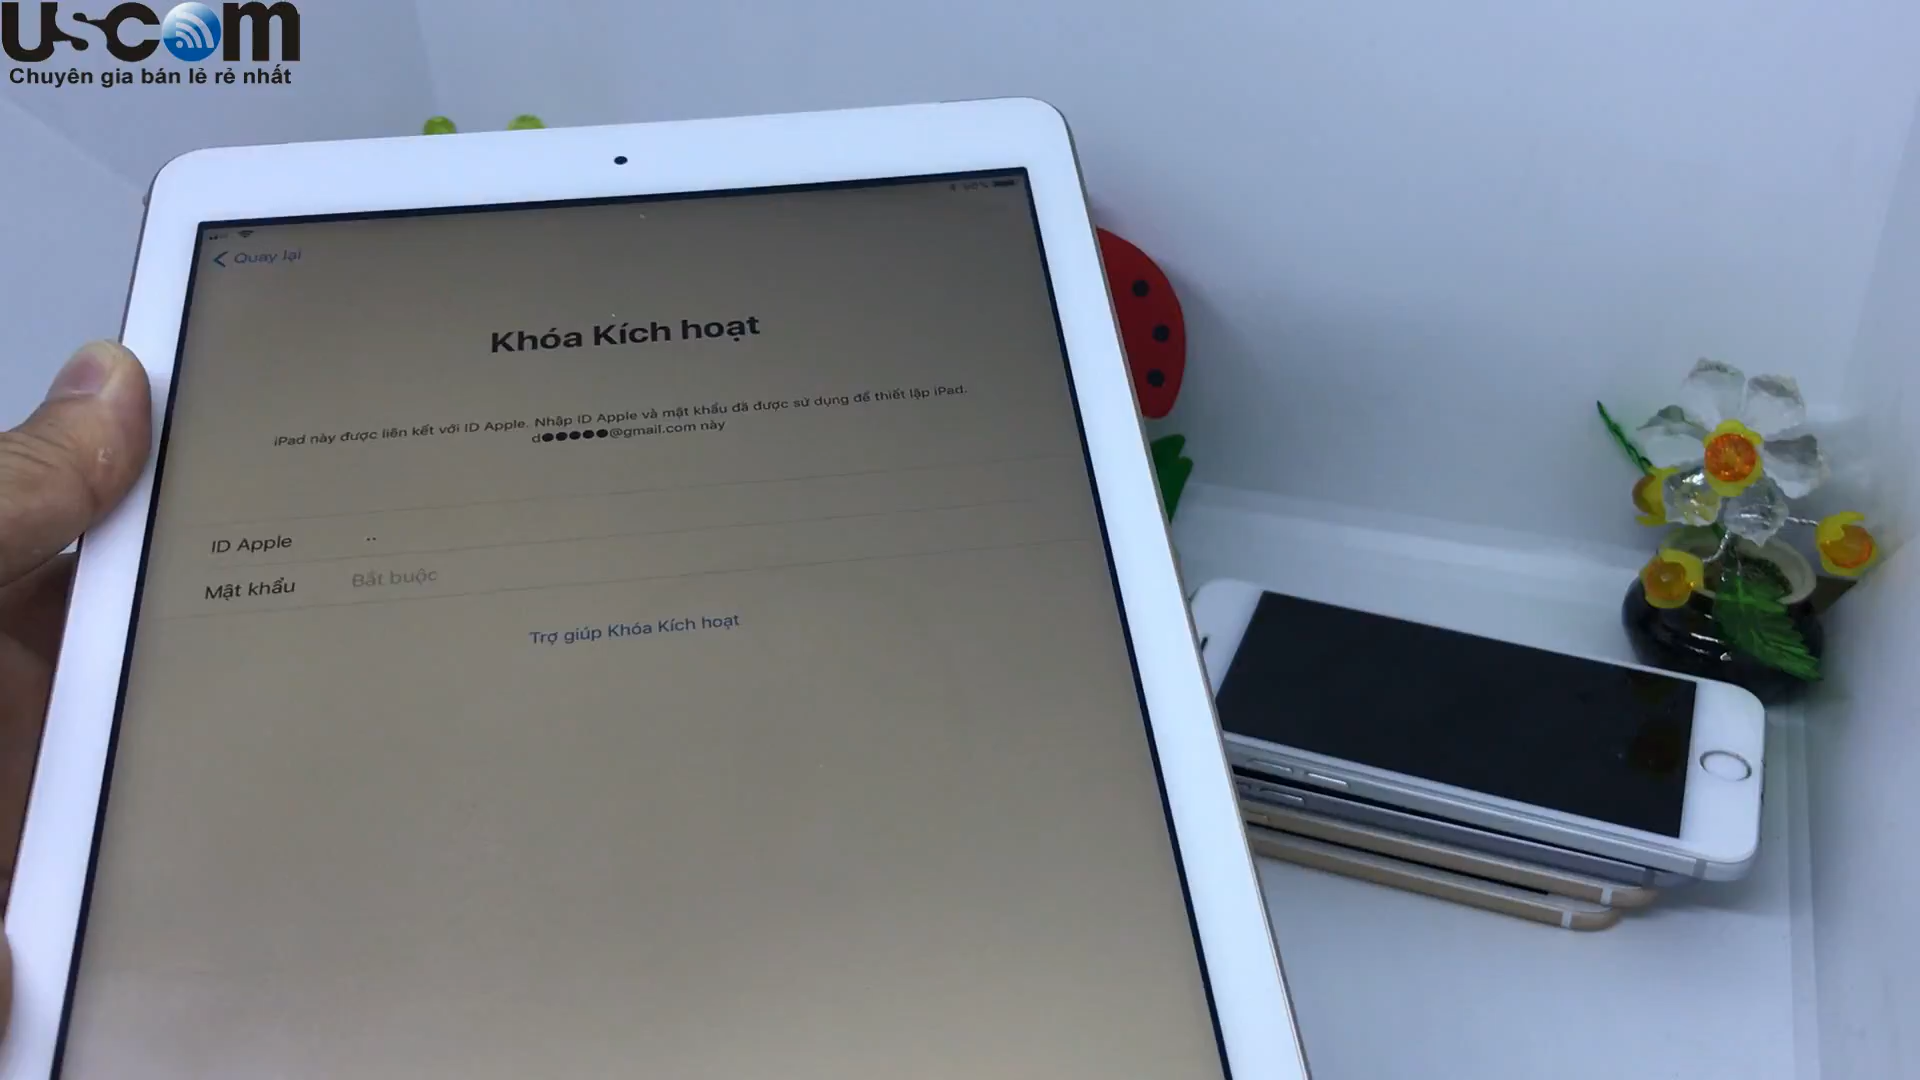 uscom
Chuyên gia bán lẻ rẻ nhất
Quay lại
Khóa Kích hoạt
iPad này được liên kết với ID Apple. Nhập ID Apple và mật khẩu đã được sử dụng để thiết lập iPad.
d●●●●●@gmail.com này
ID Apple
Mật khẩu Bắt buộc
Trợ giúp Khóa Kích hoạt